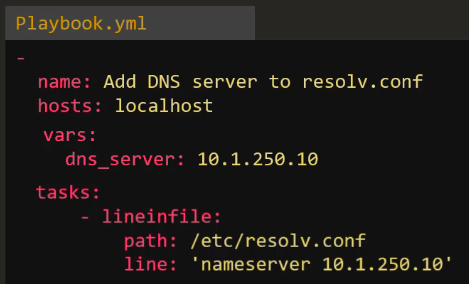 Playbook.yml
-
name: Add DNS server to resolv.conf
hosts: localhost
vars:
dns_server: 10.1.250.10
tasks:
- lineinfile:
path: /etc/resolv.conf
line: 'nameserver 10.1.250.10'